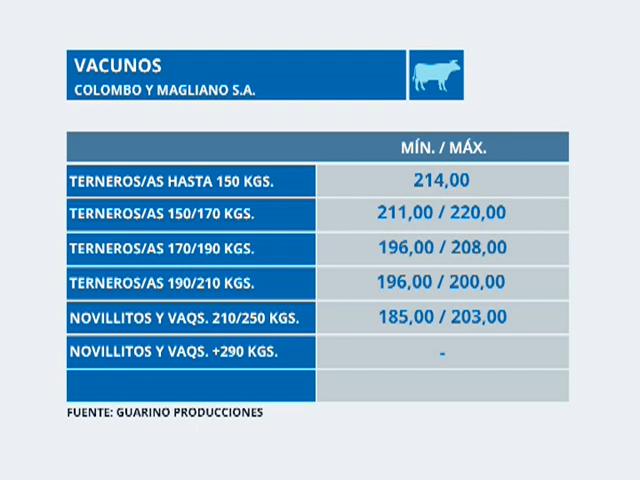 VACUNOS
COLOMBO Y MAGLIANO S.A.
MÍN. / MÁX.
TERNEROS/AS HASTA 150 KGS. 214,00
TERNEROS/AS 150/170 KGS. 211,00 / 220,00
TERNEROS/AS 170/190 KGS. 196,00 / 208,00
TERNEROS/AS 190/210 KGS. 196,00 / 200,00
NOVILLITOS Y VAQS. 210/250 KGS. 185,00 / 203,00
NOVILLITOS Y VAQS. +290 KGS. -
FUENTE: GUARINO PRODUCCIONES